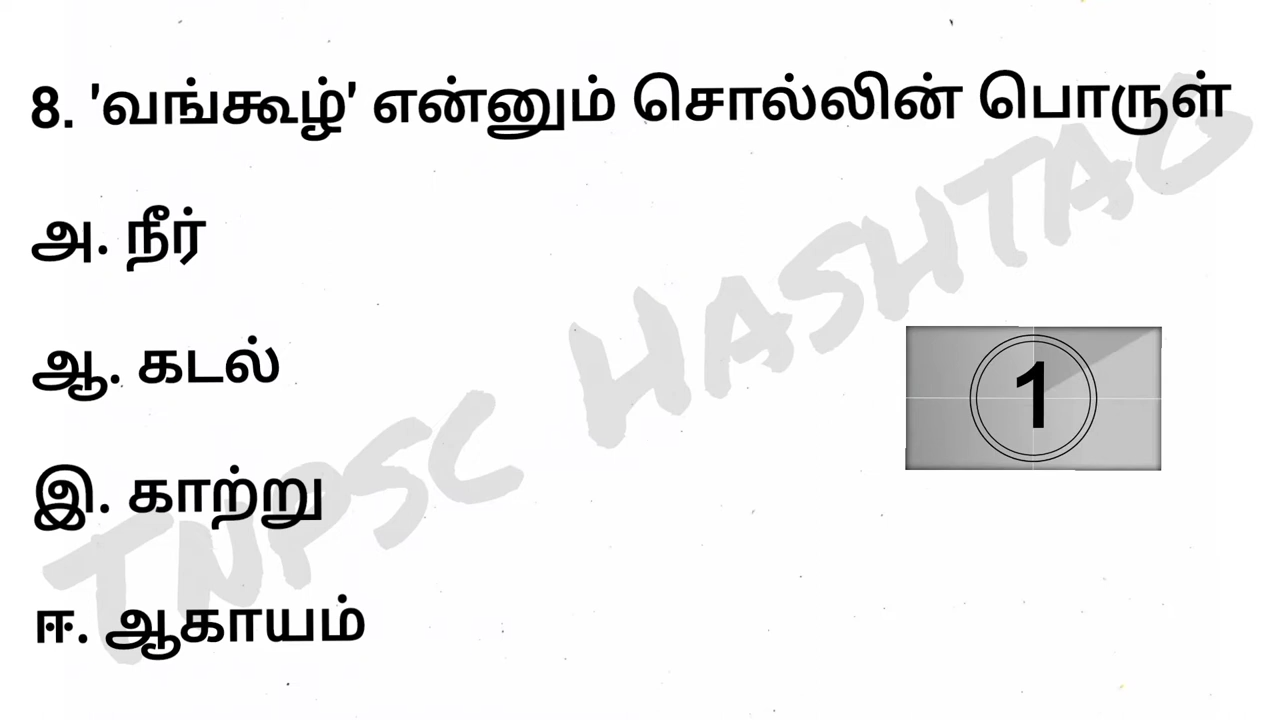 8. 'வங்கூழ்' என்னும் சொல்லின் பொருள்
அ. நீர்
ஆ. கடல்
இ. காற்று
ஈ. ஆகாயம்
1
TNPSC HASHTAG